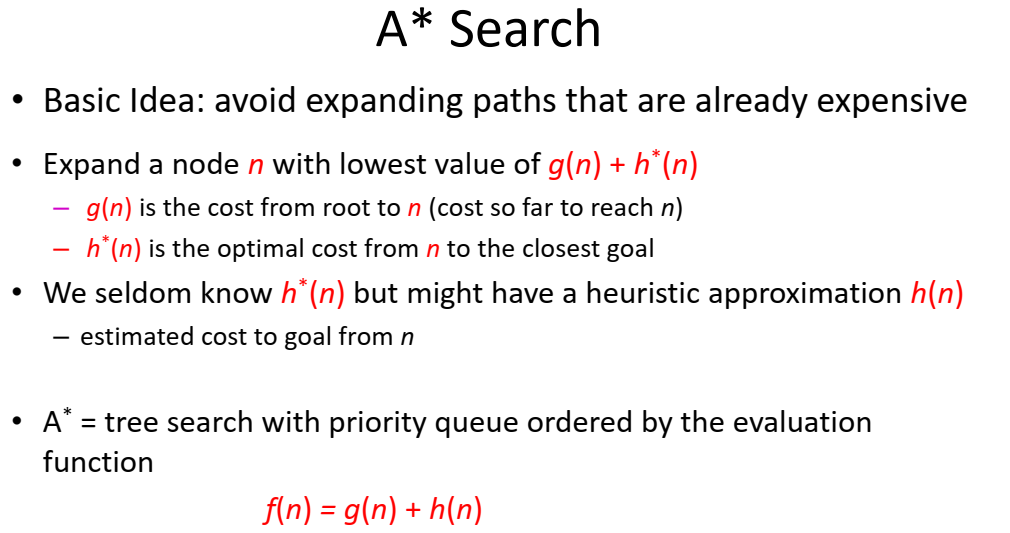 A* Search
• Basic Idea: avoid expanding paths that are already expensive
• Expand a node n with lowest value of g(n) + h*(n)
– g(n) is the cost from root to n (cost so far to reach n)
– h*(n) is the optimal cost from n to the closest goal
• We seldom know h*(n) but might have a heuristic approximation h(n)
– estimated cost to goal from n
• A* = tree search with priority queue ordered by the evaluation
function
f(n) = g(n) + h(n)